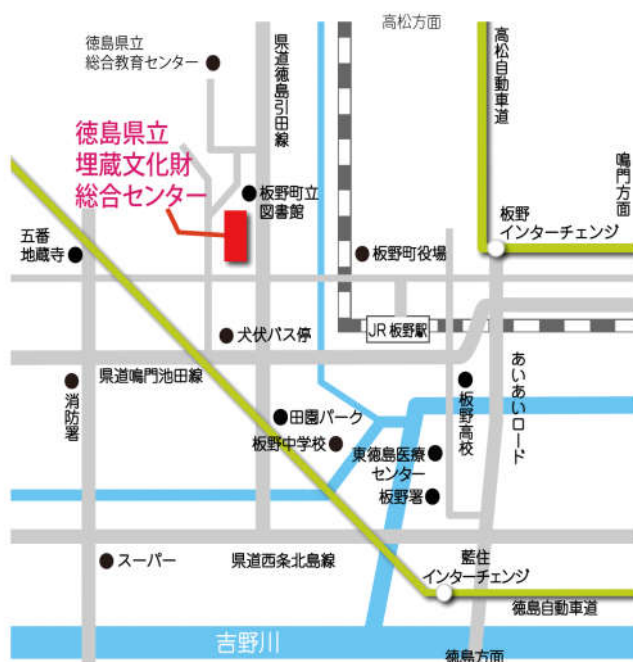 高松方面
徳島県立
総合教育センター
県道徳島引田線
高松自動車道
鳴門方面
徳島県立
埋蔵文化財
総合センター
板野町立
図書館
板野
インターチェンジ
五番
地蔵寺
板野町役場
犬伏バス停
JR 板野駅
県道鳴門池田線
消防署
田園パーク
板野中学校
板野高校
あいあいロード
東徳島医療
センター
板野署
スーパー
県道西条北島線
藍住
インターチェンジ
徳島自動車道
吉野川
徳島方面